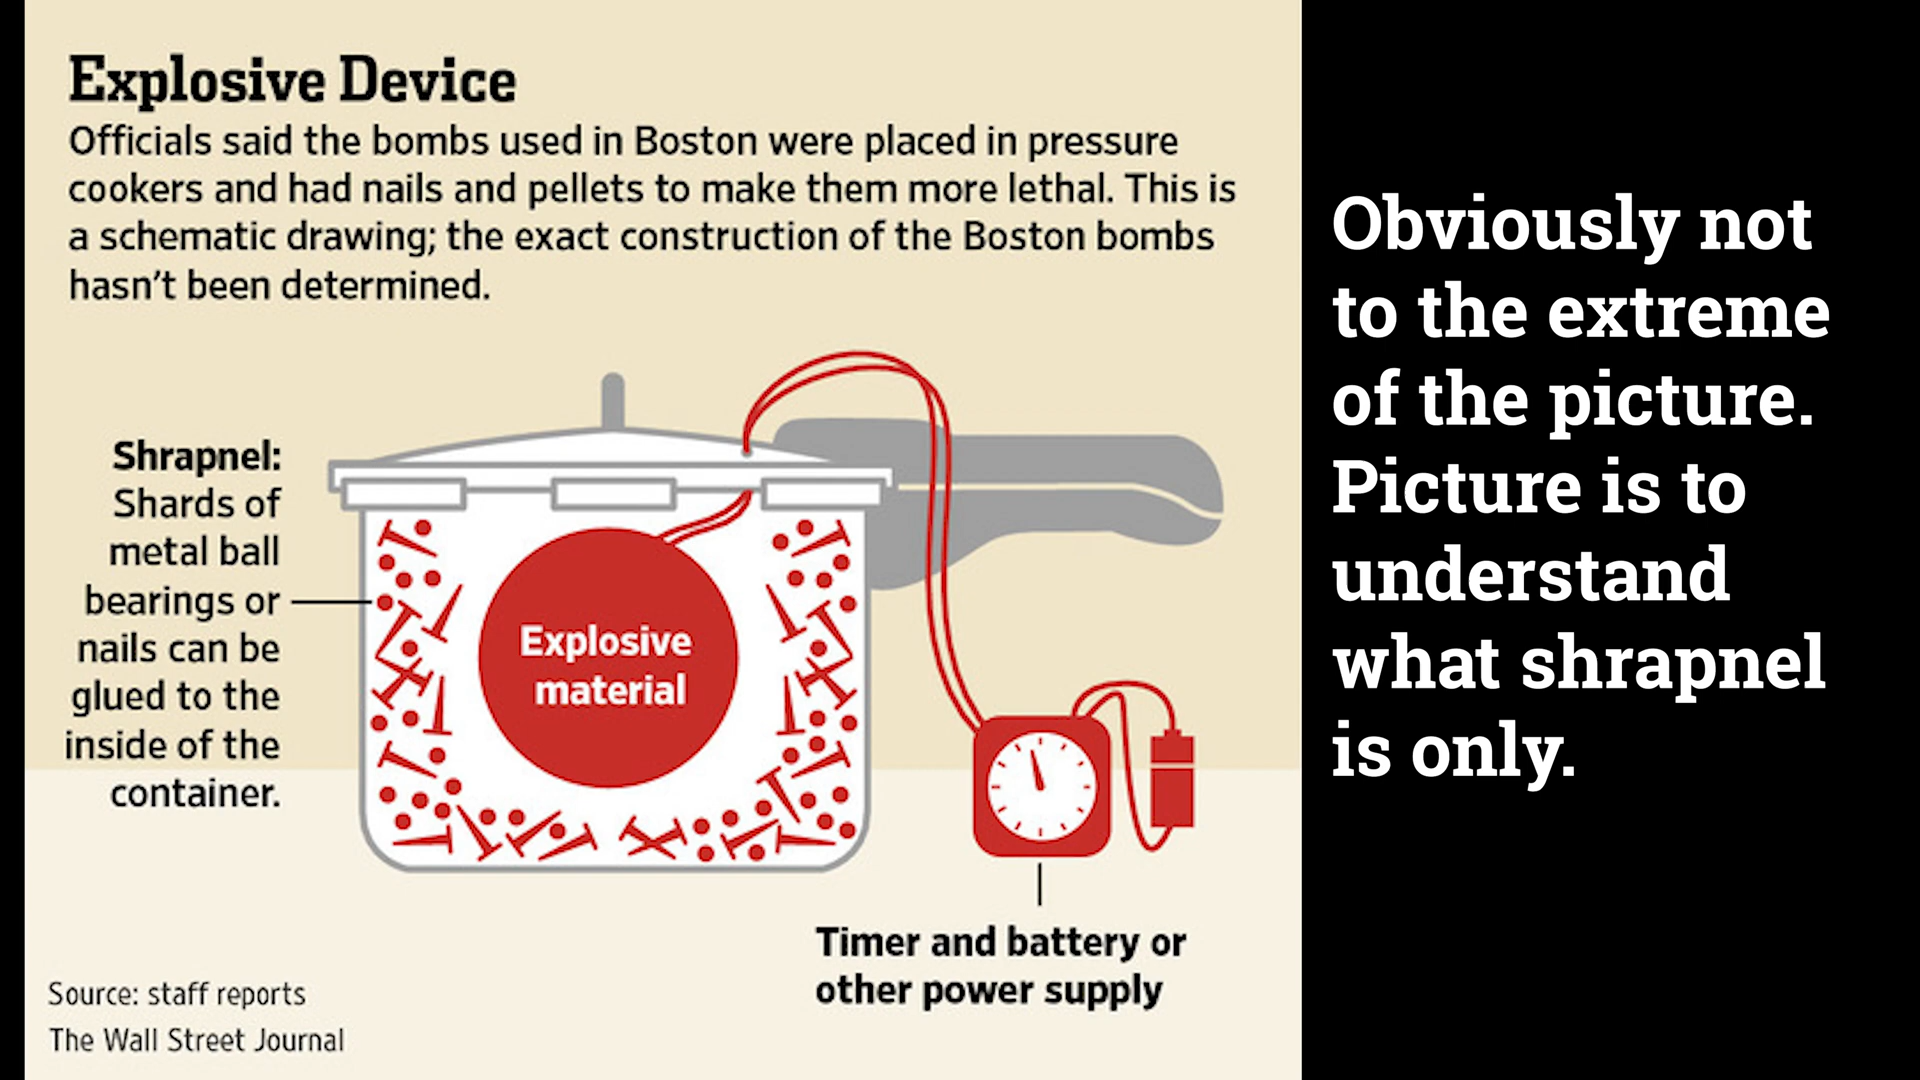 Explosive Device
Officials said the bombs used in Boston were placed in pressure
cookers and had nails and pellets to make them more lethal. This is
a schematic drawing; the exact construction of the Boston bombs
hasn't been determined.
Shrapnel:
Shards of
metal ball
bearings or
nails can be
glued to the
inside of the
container.
Explosive
material
Timer and battery or
other power supply
Source: staff reports
The Wall Street Journal
Obviously not
to the extreme
of the picture.
Picture is to
understand
what shrapnel
is only.